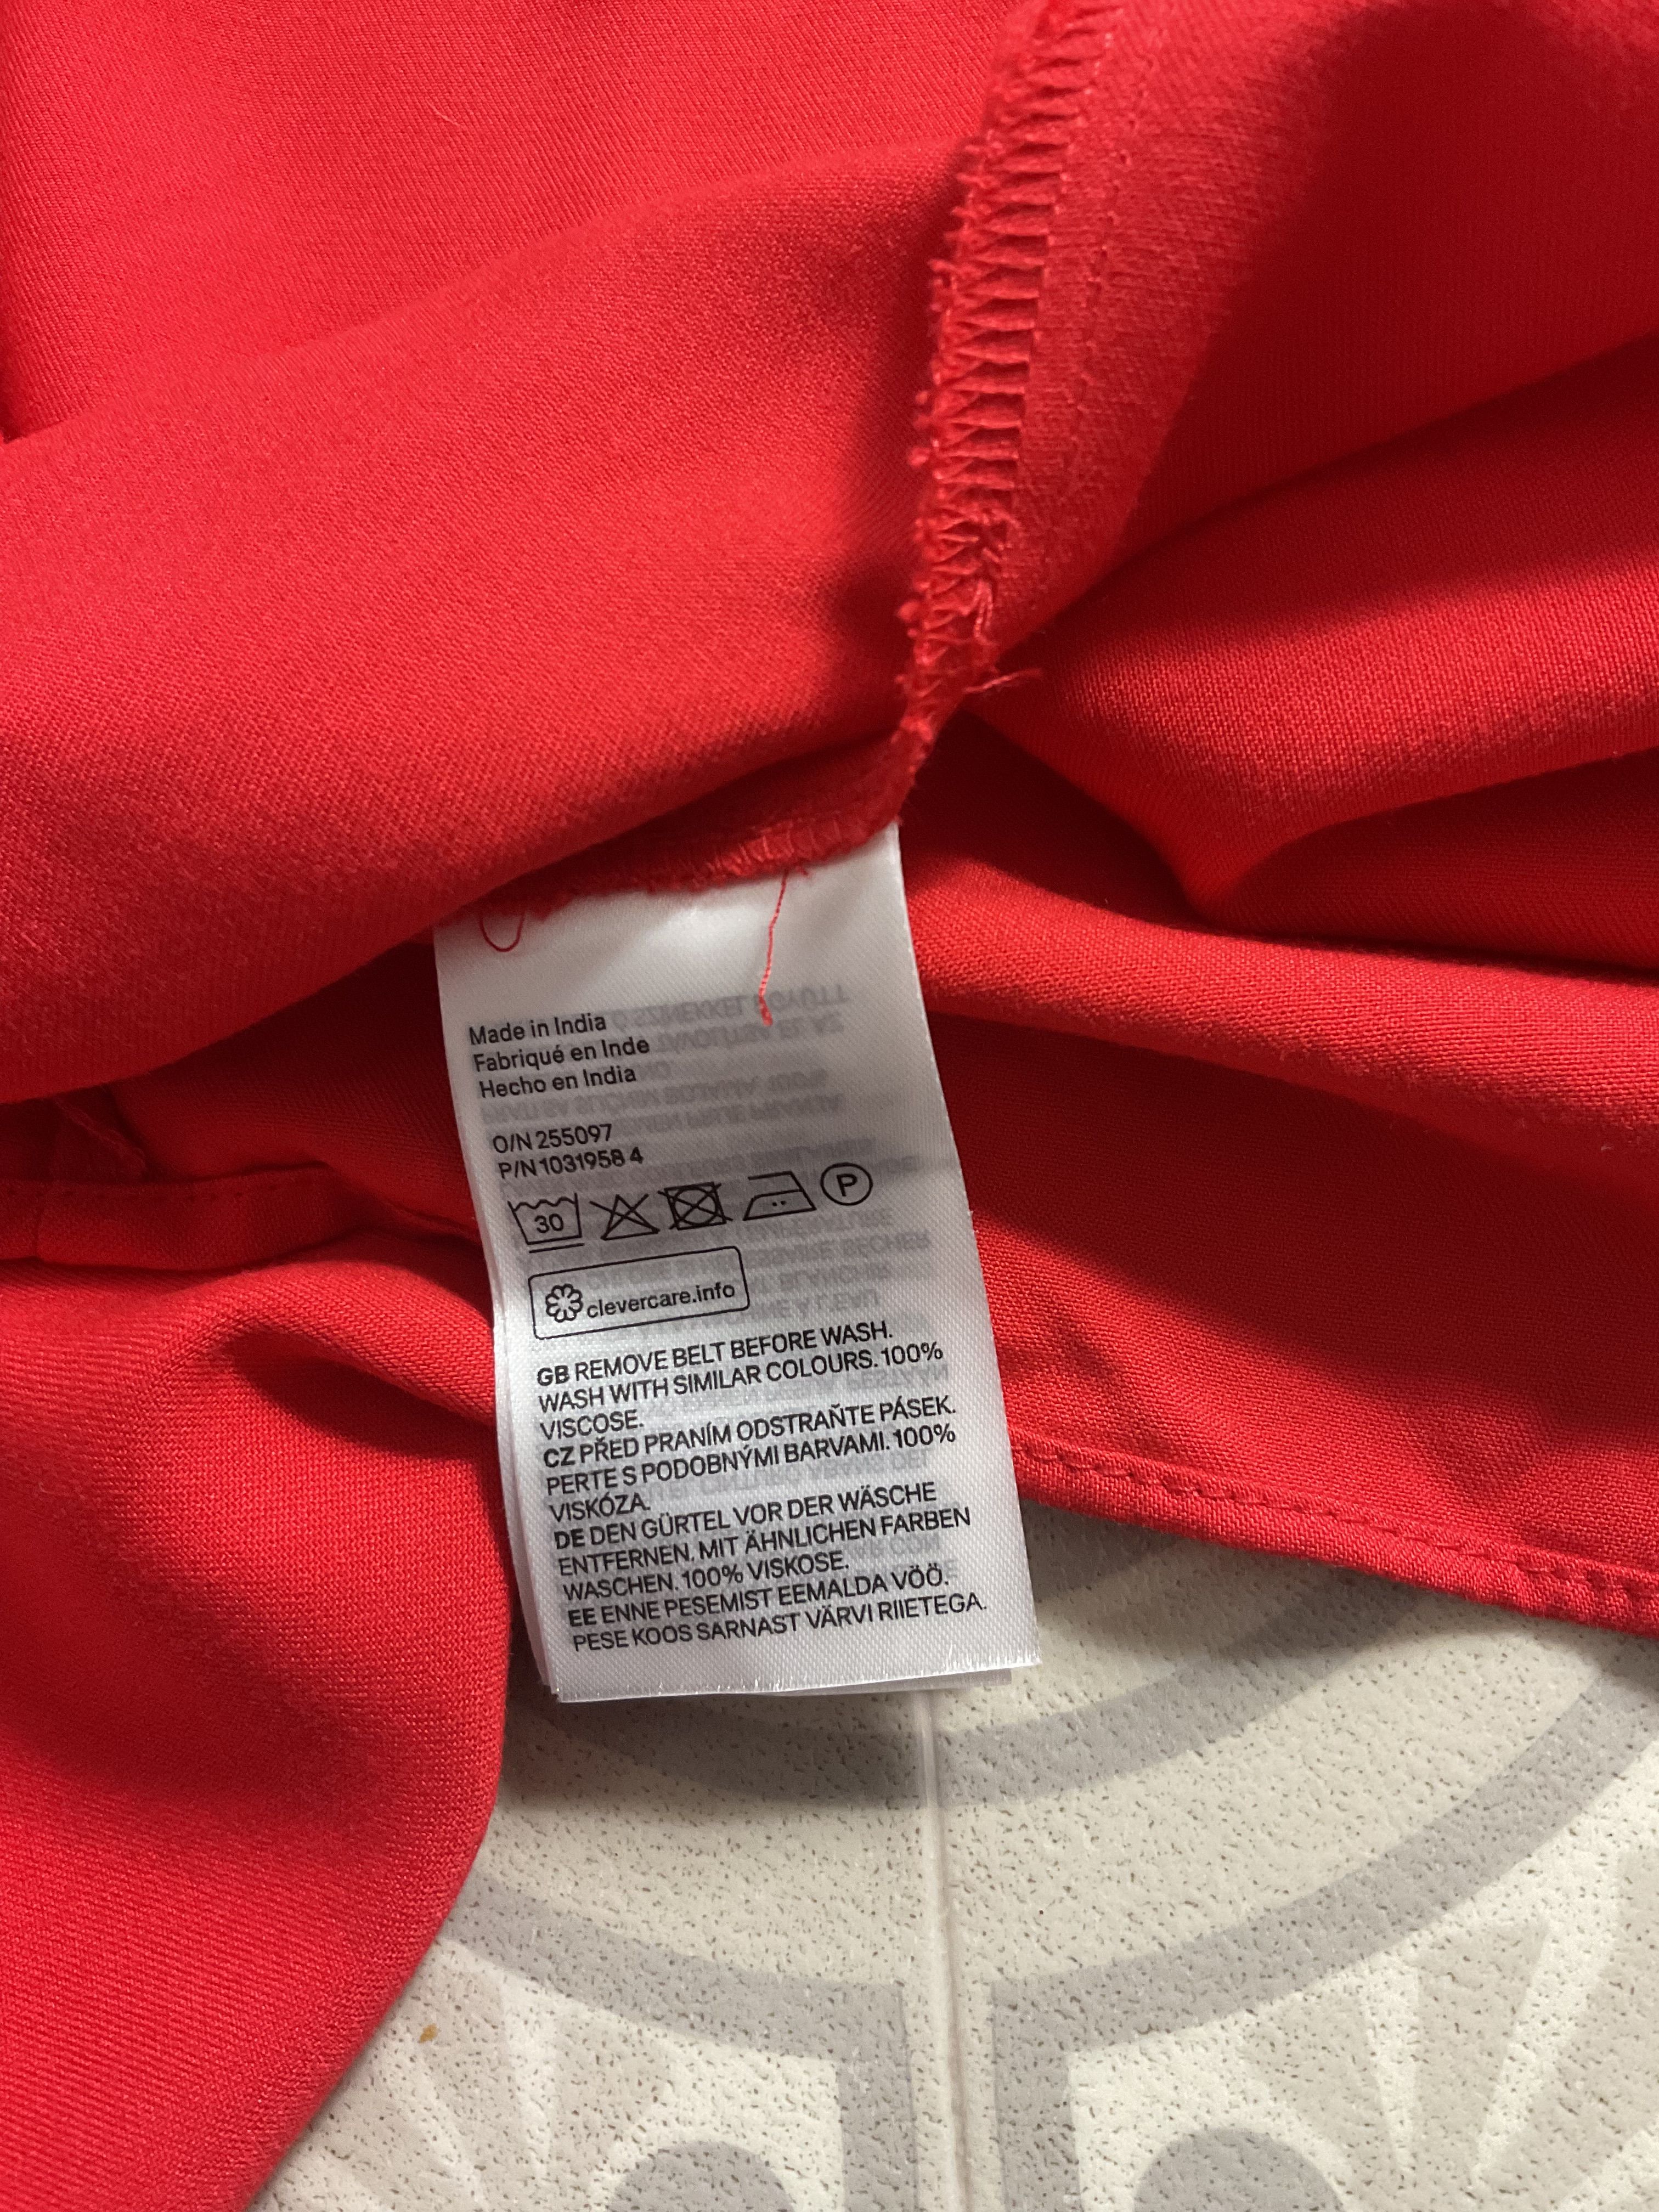 Made in India
Fabriqué en Inde
Hecho en India
O/N 255097
P/N 1031958 4
30
P
clevercare.info
GB REMOVE BELT BEFORE WASH.
WASH WITH SIMILAR COLOURS. 100%
VISCOSE.
CZ PŘED PRANÍM ODSTRAŇTE PÁSEK.
PERTE S PODOBNÝMI BARVAMI. 100%
VISKÓZA.
DE DEN GÜRTEL VOR DER WÄSCHE
ENTFERNEN. MIT ÄHNLICHEN FARBEN
WASCHEN. 100% VISKOSE.
EE ENNE PESEMIST EEMALDA VÖÖ.
PESE KOOS SARNAST VÄRVI RIIETEGA.